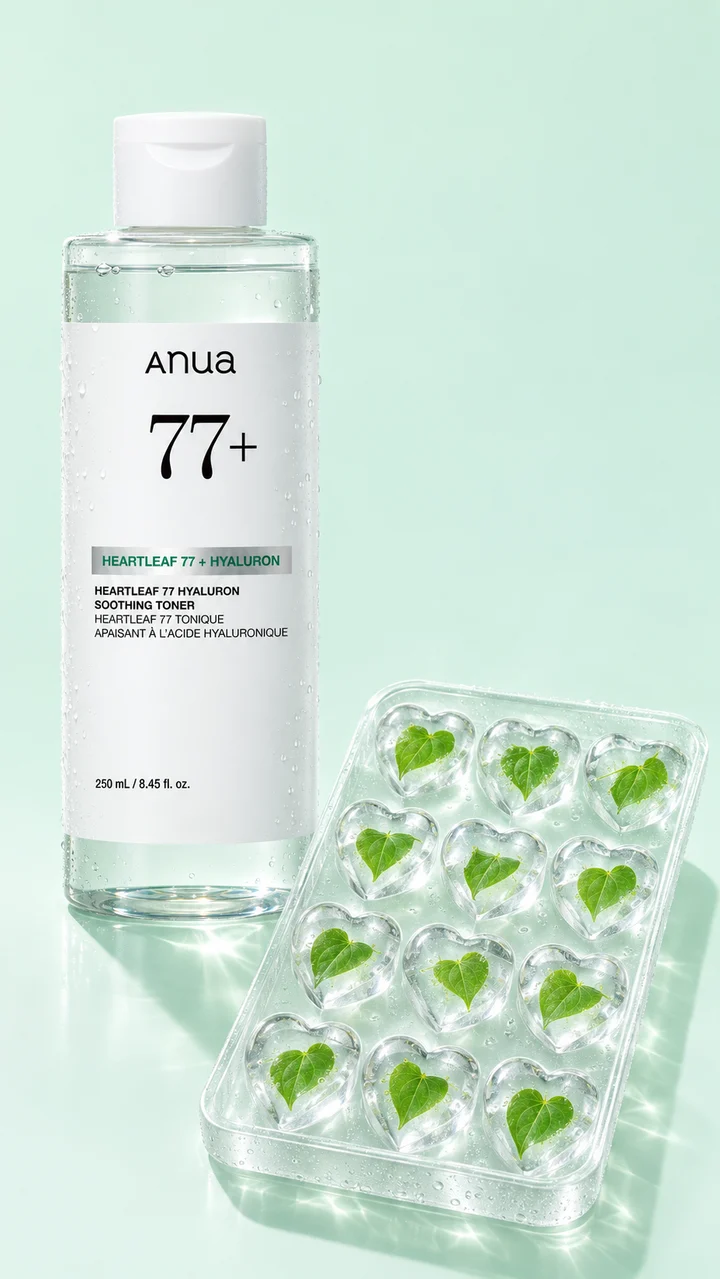 Anua
77+
HEARTLEAF 77 + HYALURON
HEARTLEAF 77 HYALURON
SOOTHING TONER
HEARTLEAF 77 TONIQUE
APAISANT À L'ACIDE HYALURONIQUE
250 mL / 8.45 fl. oz.